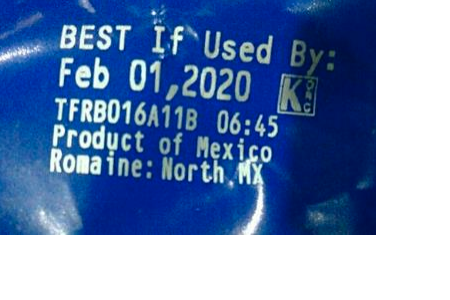 BEST If Used By:
Feb 01,2020
TFRB016A11B 06:45
Product of Mexico
Romaine: North MX
K